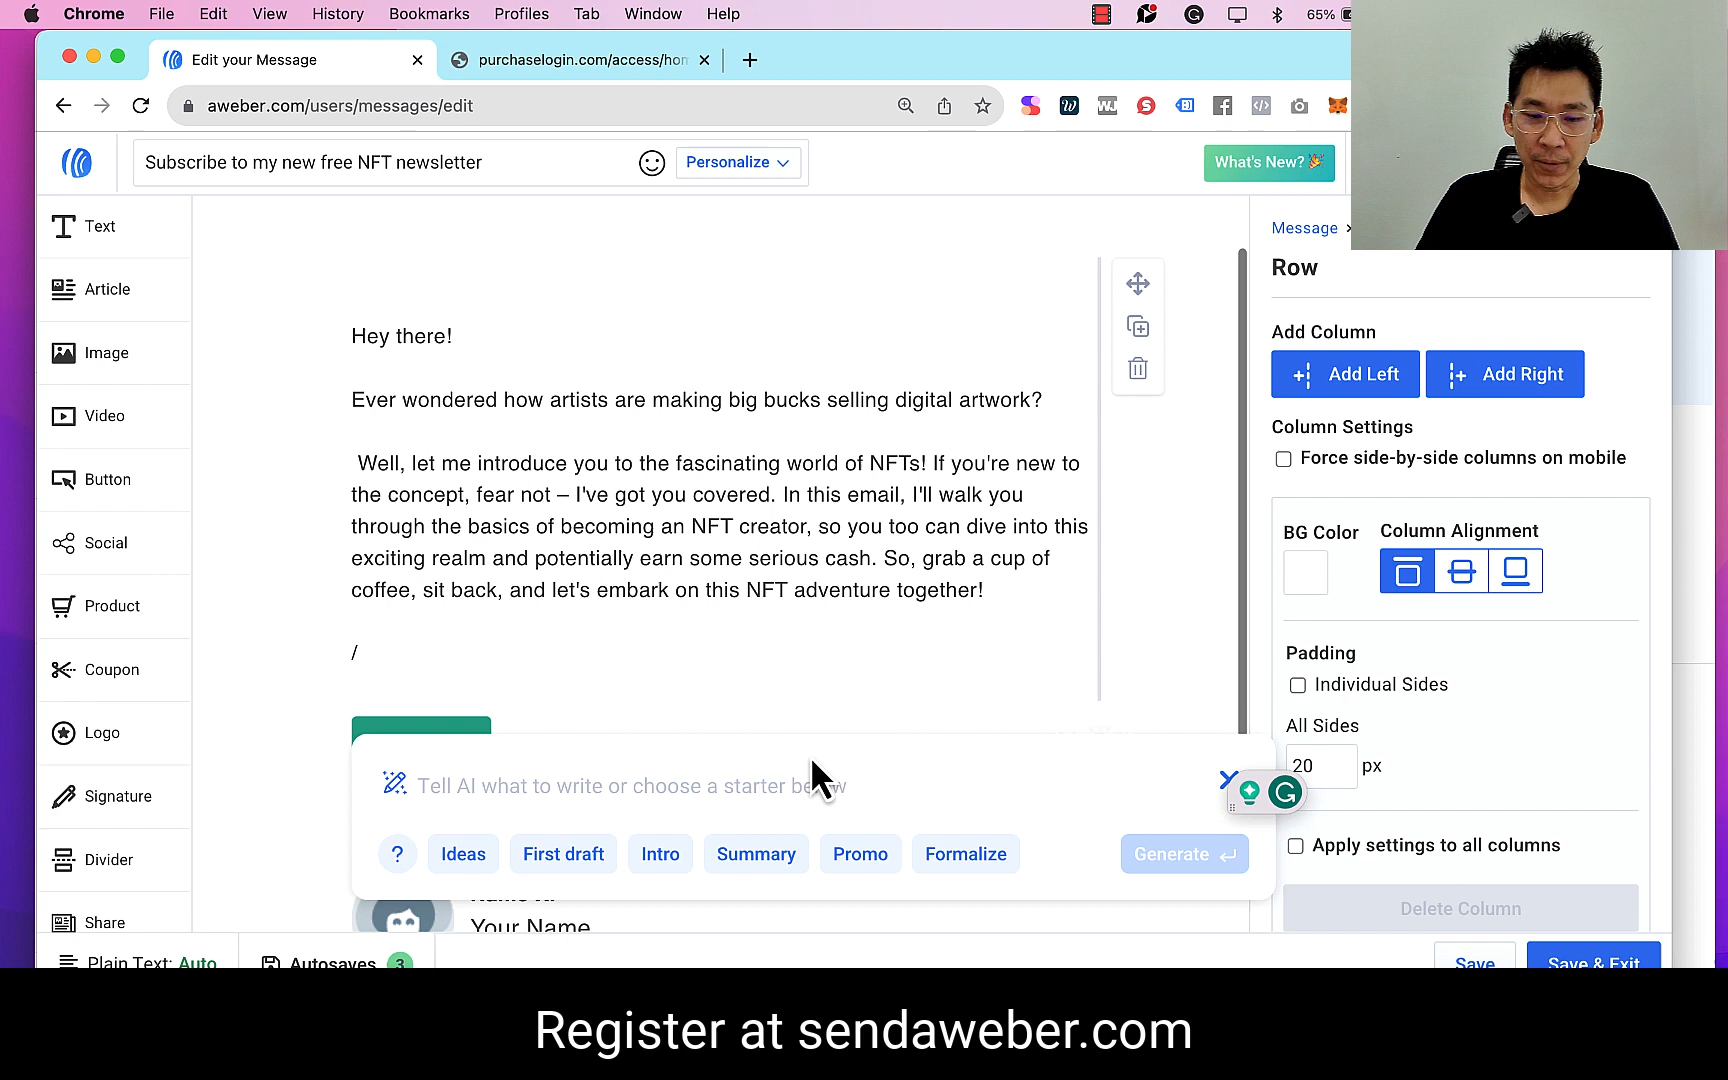 Chrome File Edit View History Bookmarks Profiles Tab Window Help 65%
Edit your Message
purchaselogin.com/access/hon
aweber.com/users/messages/edit
Subscribe to my new free NFT newsletter
Personalize
What's New?
Text
Article
Image
Video
Button
Social
Product
Coupon
Logo
Signature
Divider
Share
Hey there!
Ever wondered how artists are making big bucks selling digital artwork?
Well, let me introduce you to the fascinating world of NFTs! If you're new to
the concept, fear not – I've got you covered. In this email, I'll walk you
through the basics of becoming an NFT creator, so you too can dive into this
exciting realm and potentially earn some serious cash. So, grab a cup of
coffee, sit back, and let's embark on this NFT adventure together!
/
Tell AI what to write or choose a starter below
? Ideas First draft Intro Summary Promo Formalize Generate
Your Name
Message >
Row
Add Column
Add Left Add Right
Column Settings
Force side-by-side columns on mobile
BG Color Column Alignment
Padding
Individual Sides
All Sides
20 px
Apply settings to all columns
Delete Column
Plain Text: Auto
Autosaves 3
Save
Save & Exit
Register at sendaweber.com